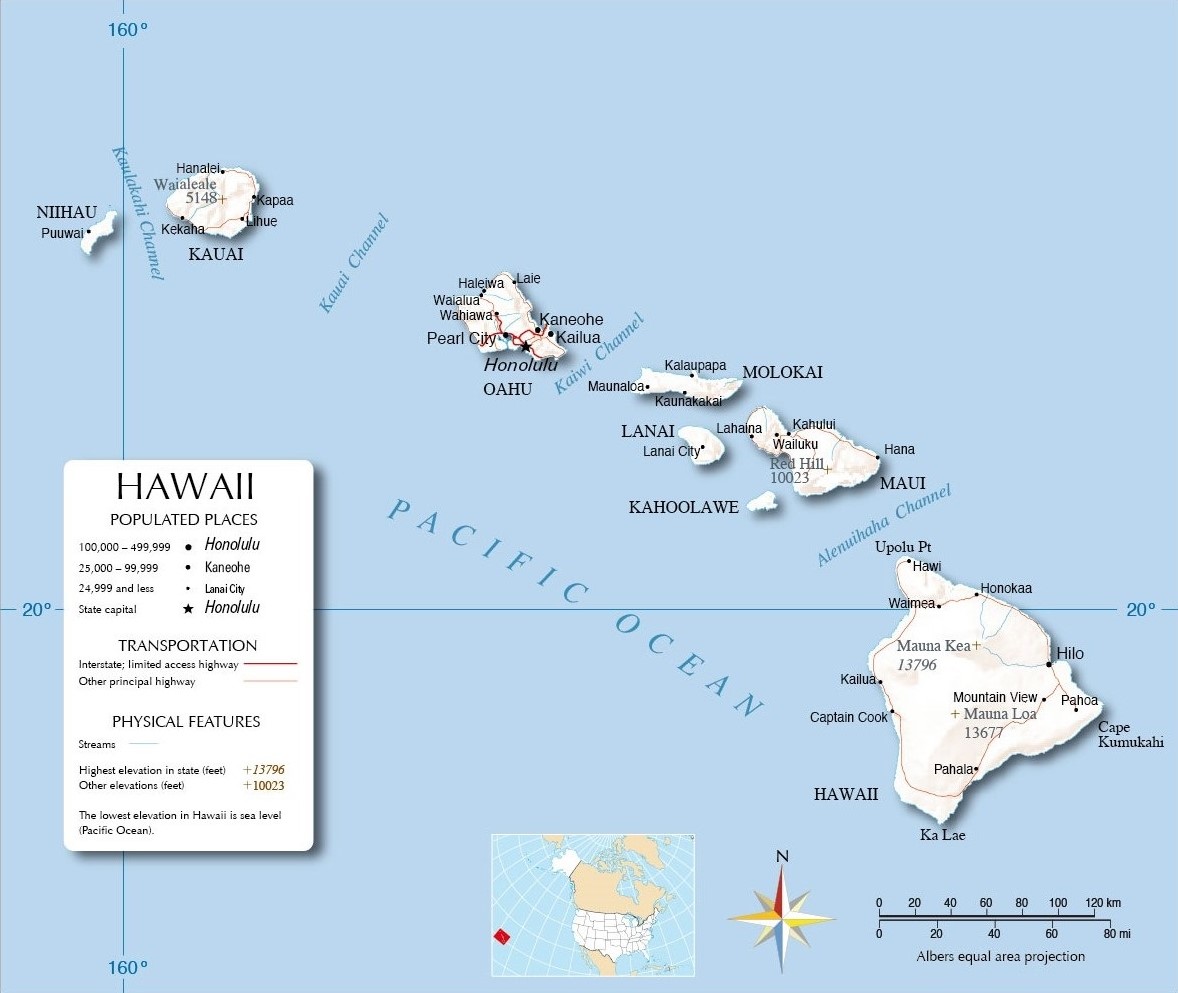 160°
Kaulakahi Channel
Hanalei
Waialeale
5148
Kapaa
NIIHAU
Puuwai
Kekaha
Lihue
KAUAI
Kauai Channel
Haleiwa
Laie
Waialua
Wahiawa
Kaneohe
Pearl City
Kailua
Honolulu
OAHU
Kaiwi Channel
Kalaupapa
MOLOKAI
Maunaloa
Kaunakakai
LANAI
Lanai City
Lahaina
Kahului
Wailuku
Hana
Red Hill
10023
MAUI
KAHOOLAWE
Alenuihaha Channel
PACIFIC OCEAN
Upolu Pt
Hawi
Honokaa
Waimea
20°
20°
Mauna Kea
13796
Hilo
Kailua
Mountain View
Pahoa
Captain Cook
Mauna Loa
13677
Cape
Kumukahi
Pahala
HAWAII
Ka Lae
HAWAII
POPULATED PLACES
100,000 – 499,999 Honolulu
25,000 – 99,999 Kaneohe
24,999 and less Lanai City
State capital Honolulu
TRANSPORTATION
Interstate; limited access highway
Other principal highway
PHYSICAL FEATURES
Streams
Highest elevation in state (feet) +13796
Other elevations (feet) +10023
The lowest elevation in Hawaii is sea level
(Pacific Ocean).
160°
N
0 20 40 60 80 100 120 km
0 20 40 60 80 mi
Albers equal area projection